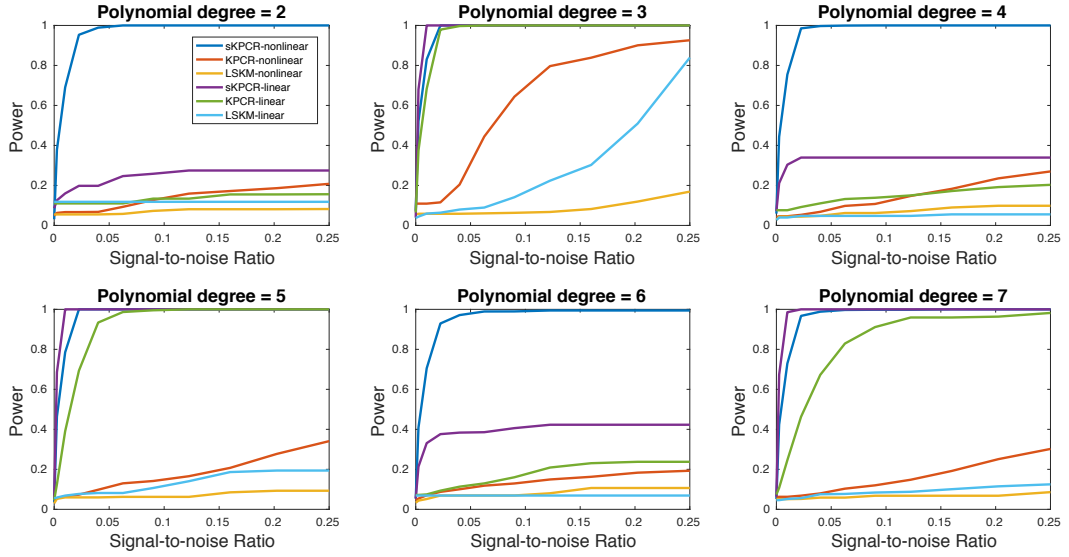 Polynomial degree = 2
Power
1
0.8
0.6
0.4
0.2
0
sKPCR-nonlinear
KPCR-nonlinear
LSKM-nonlinear
sKPCR-linear
KPCR-linear
LSKM-linear
0 0.05 0.1 0.15 0.2 0.25
Signal-to-noise Ratio
Polynomial degree = 3
Power
1
0.8
0.6
0.4
0.2
0
0 0.05 0.1 0.15 0.2 0.25
Signal-to-noise Ratio
Polynomial degree = 4
Power
1
0.8
0.6
0.4
0.2
0
0 0.05 0.1 0.15 0.2 0.25
Signal-to-noise Ratio
Polynomial degree = 5
Power
1
0.8
0.6
0.4
0.2
0
0 0.05 0.1 0.15 0.2 0.25
Signal-to-noise Ratio
Polynomial degree = 6
Power
1
0.8
0.6
0.4
0.2
0
0 0.05 0.1 0.15 0.2 0.25
Signal-to-noise Ratio
Polynomial degree = 7
Power
1
0.8
0.6
0.4
0.2
0
0 0.05 0.1 0.15 0.2 0.25
Signal-to-noise Ratio